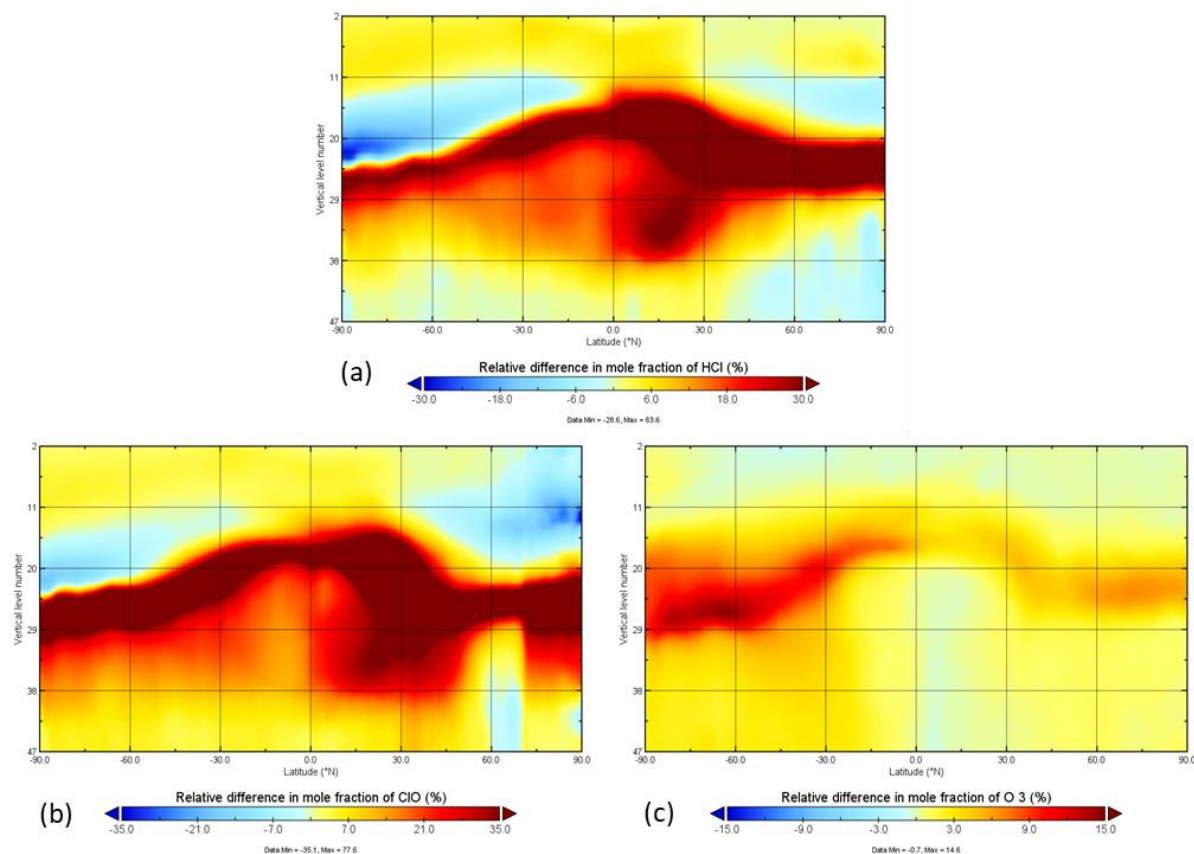 2
11
20
29
38
47
Vertical level number
-90.0 -60.0 -30.0 0.0 30.0 60.0 90.0
Latitude (°N)
(a)
Relative difference in mole fraction of HCl (%)
-30.0 -18.0 -6.0 6.0 18.0 30.0
Data Min = -28.6, Max = 63.6
2
11
20
29
38
47
Vertical level number
-90.0 -60.0 -30.0 0.0 30.0 60.0 90.0
Latitude (°N)
(b)
Relative difference in mole fraction of ClO (%)
-35.0 -21.0 -7.0 7.0 21.0 35.0
Data Min = -35.1, Max = 77.6
2
11
20
29
38
47
Vertical level number
-90.0 -60.0 -30.0 0.0 30.0 60.0 90.0
Latitude (°N)
(c)
Relative difference in mole fraction of O 3 (%)
-15.0 -9.0 -3.0 3.0 9.0 15.0
Data Min = -0.7, Max = 14.6